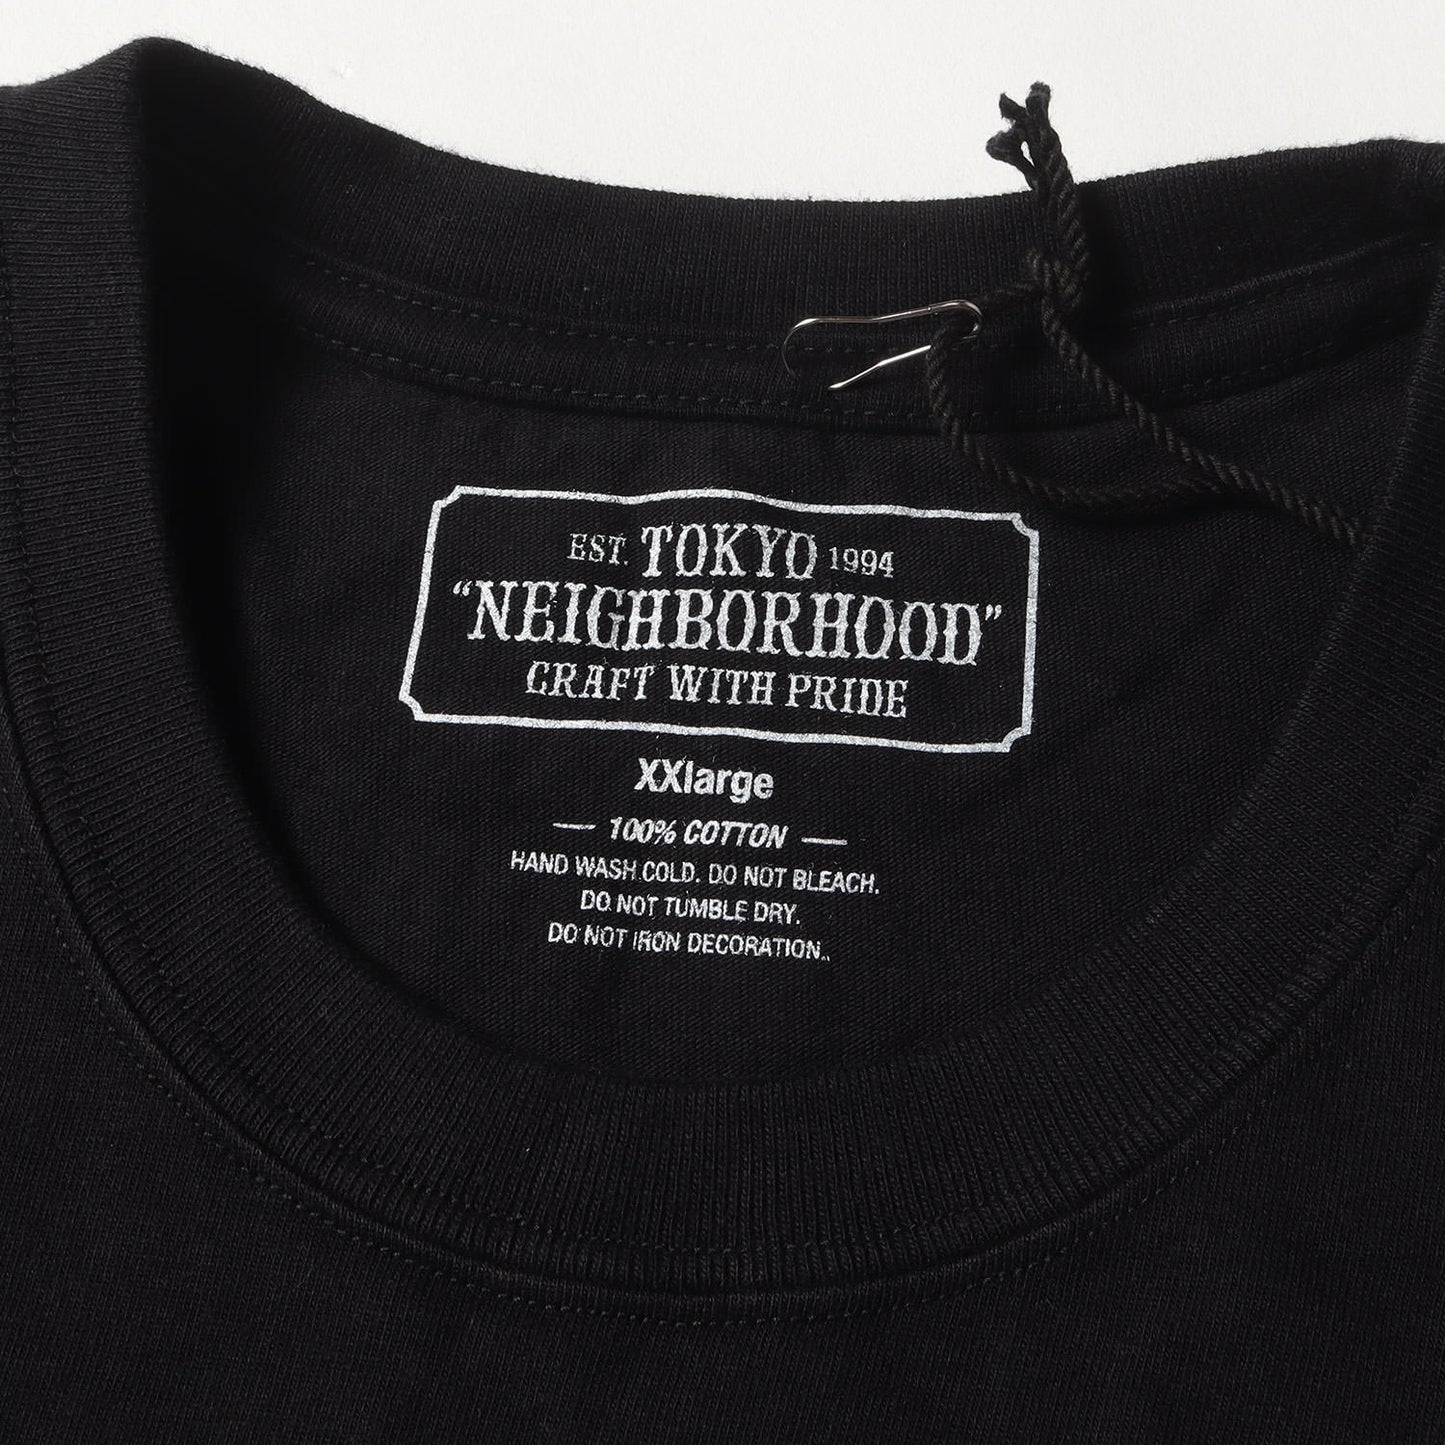 EST. TOKYO 1994
"NEIGHBORHOOD"
CRAFT WITH PRIDE
XXlarge
— 100% COTTON —
HAND WASH COLD. DO NOT BLEACH.
DO NOT TUMBLE DRY.
DO NOT IRON DECORATION..